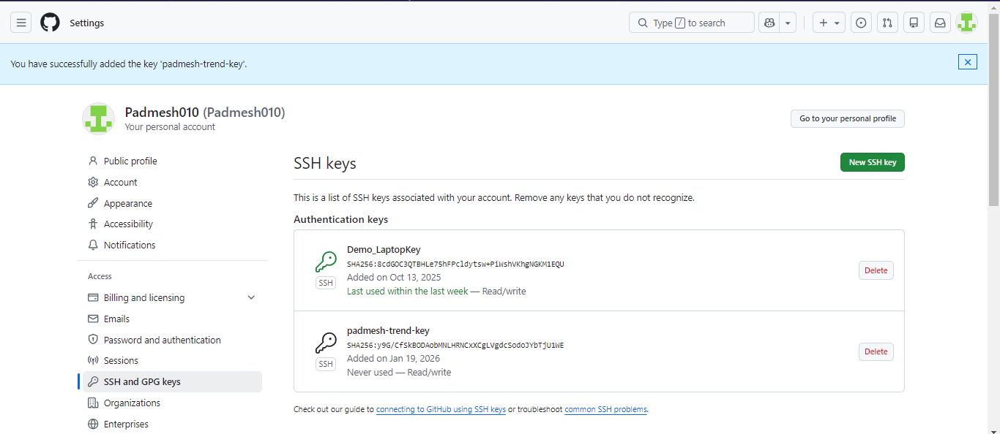 Settings
Type / to search
You have successfully added the key 'padmesh-trend-key'.
Padmesh010 (Padmesh010)
Your personal account
Go to your personal profile
Public profile
Account
Appearance
Accessibility
Notifications
Access
Billing and licensing
Emails
Password and authentication
Sessions
SSH and GPG keys
Organizations
Enterprises
SSH keys
New SSH key
This is a list of SSH keys associated with your account. Remove any keys that you do not recognize.
Authentication keys
Demo_LaptopKey
SHA256:8cdGOC3QTBHLe75hFPcldytsw+PiWshVKhgNGKM1EQU
Added on Oct 13, 2025
Last used within the last week — Read/write
SSH
Delete
padmesh-trend-key
SHA256:y9G/CfSkBODAobMNLHRNCxXCgLVgdcSodoJYbTjU1WE
Added on Jan 19, 2026
Never used — Read/write
SSH
Delete
Check out our guide to connecting to GitHub using SSH keys or troubleshoot common SSH problems.